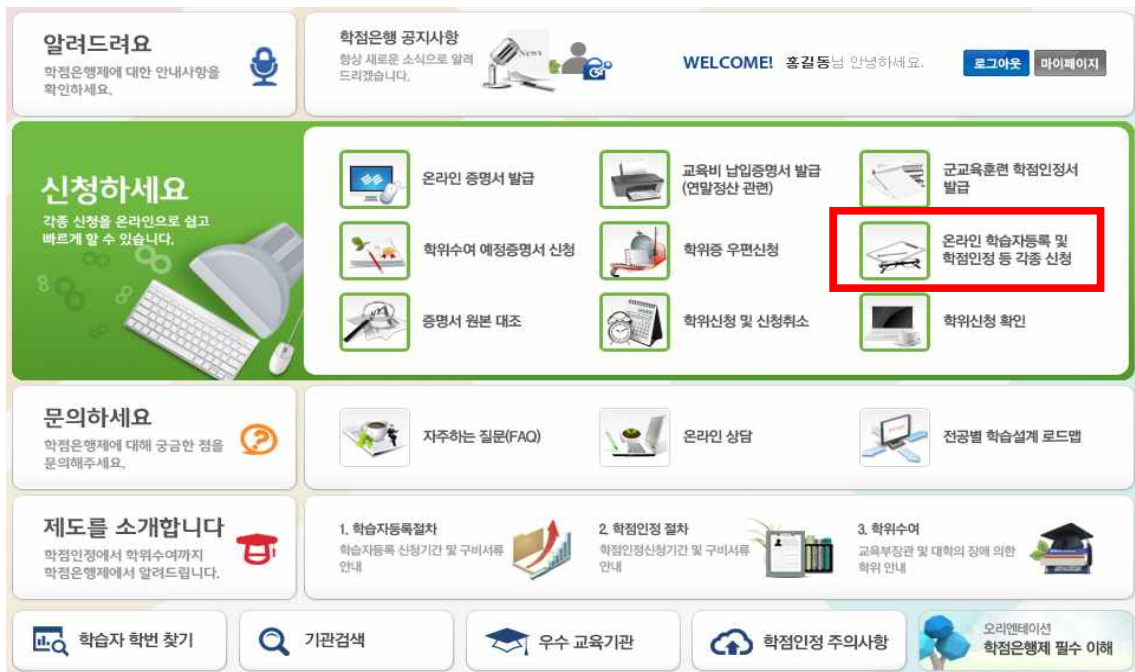 알려드려요
학점은행제에 대한 안내사항을
확인하세요.
학점은행 공지사항
항상 새로운 소식으로 알려
드리겠습니다.
News
WELCOME! 홍길동님 안녕하세요.
로그아웃
마이페이지
신청하세요
각종 신청을 온라인으로 쉽고
빠르게 할 수 있습니다.
온라인 증명서 발급
교육비 납입증명서 발급
(연말정산 관련)
군교육훈련 학점인정서
발급
학위수여 예정증명서 신청
학위증 우편신청
온라인 학습자등록 및
학점인정 등 각종 신청
증명서 원본 대조
학위신청 및 신청취소
학위신청 확인
문의하세요
학점은행제에 대해 궁금한 점을
문의해주세요.
자주하는 질문(FAQ)
온라인 상담
전공별 학습설계 로드맵
제도를 소개합니다
학점인정에서 학위수여까지
학점은행제에서 알려드립니다.
1. 학습자등록절차
학습자등록 신청기간 및 구비서류
안내
2. 학점인정 절차
학점인정신청기간 및 구비서류
안내
3. 학위수여
교육부장관 및 대학의 장애 의한
학위 안내
학습자 학번 찾기
기관검색
우수 교육기관
학점인정 주의사항
오리엔테이션
학점은행제 필수 이해